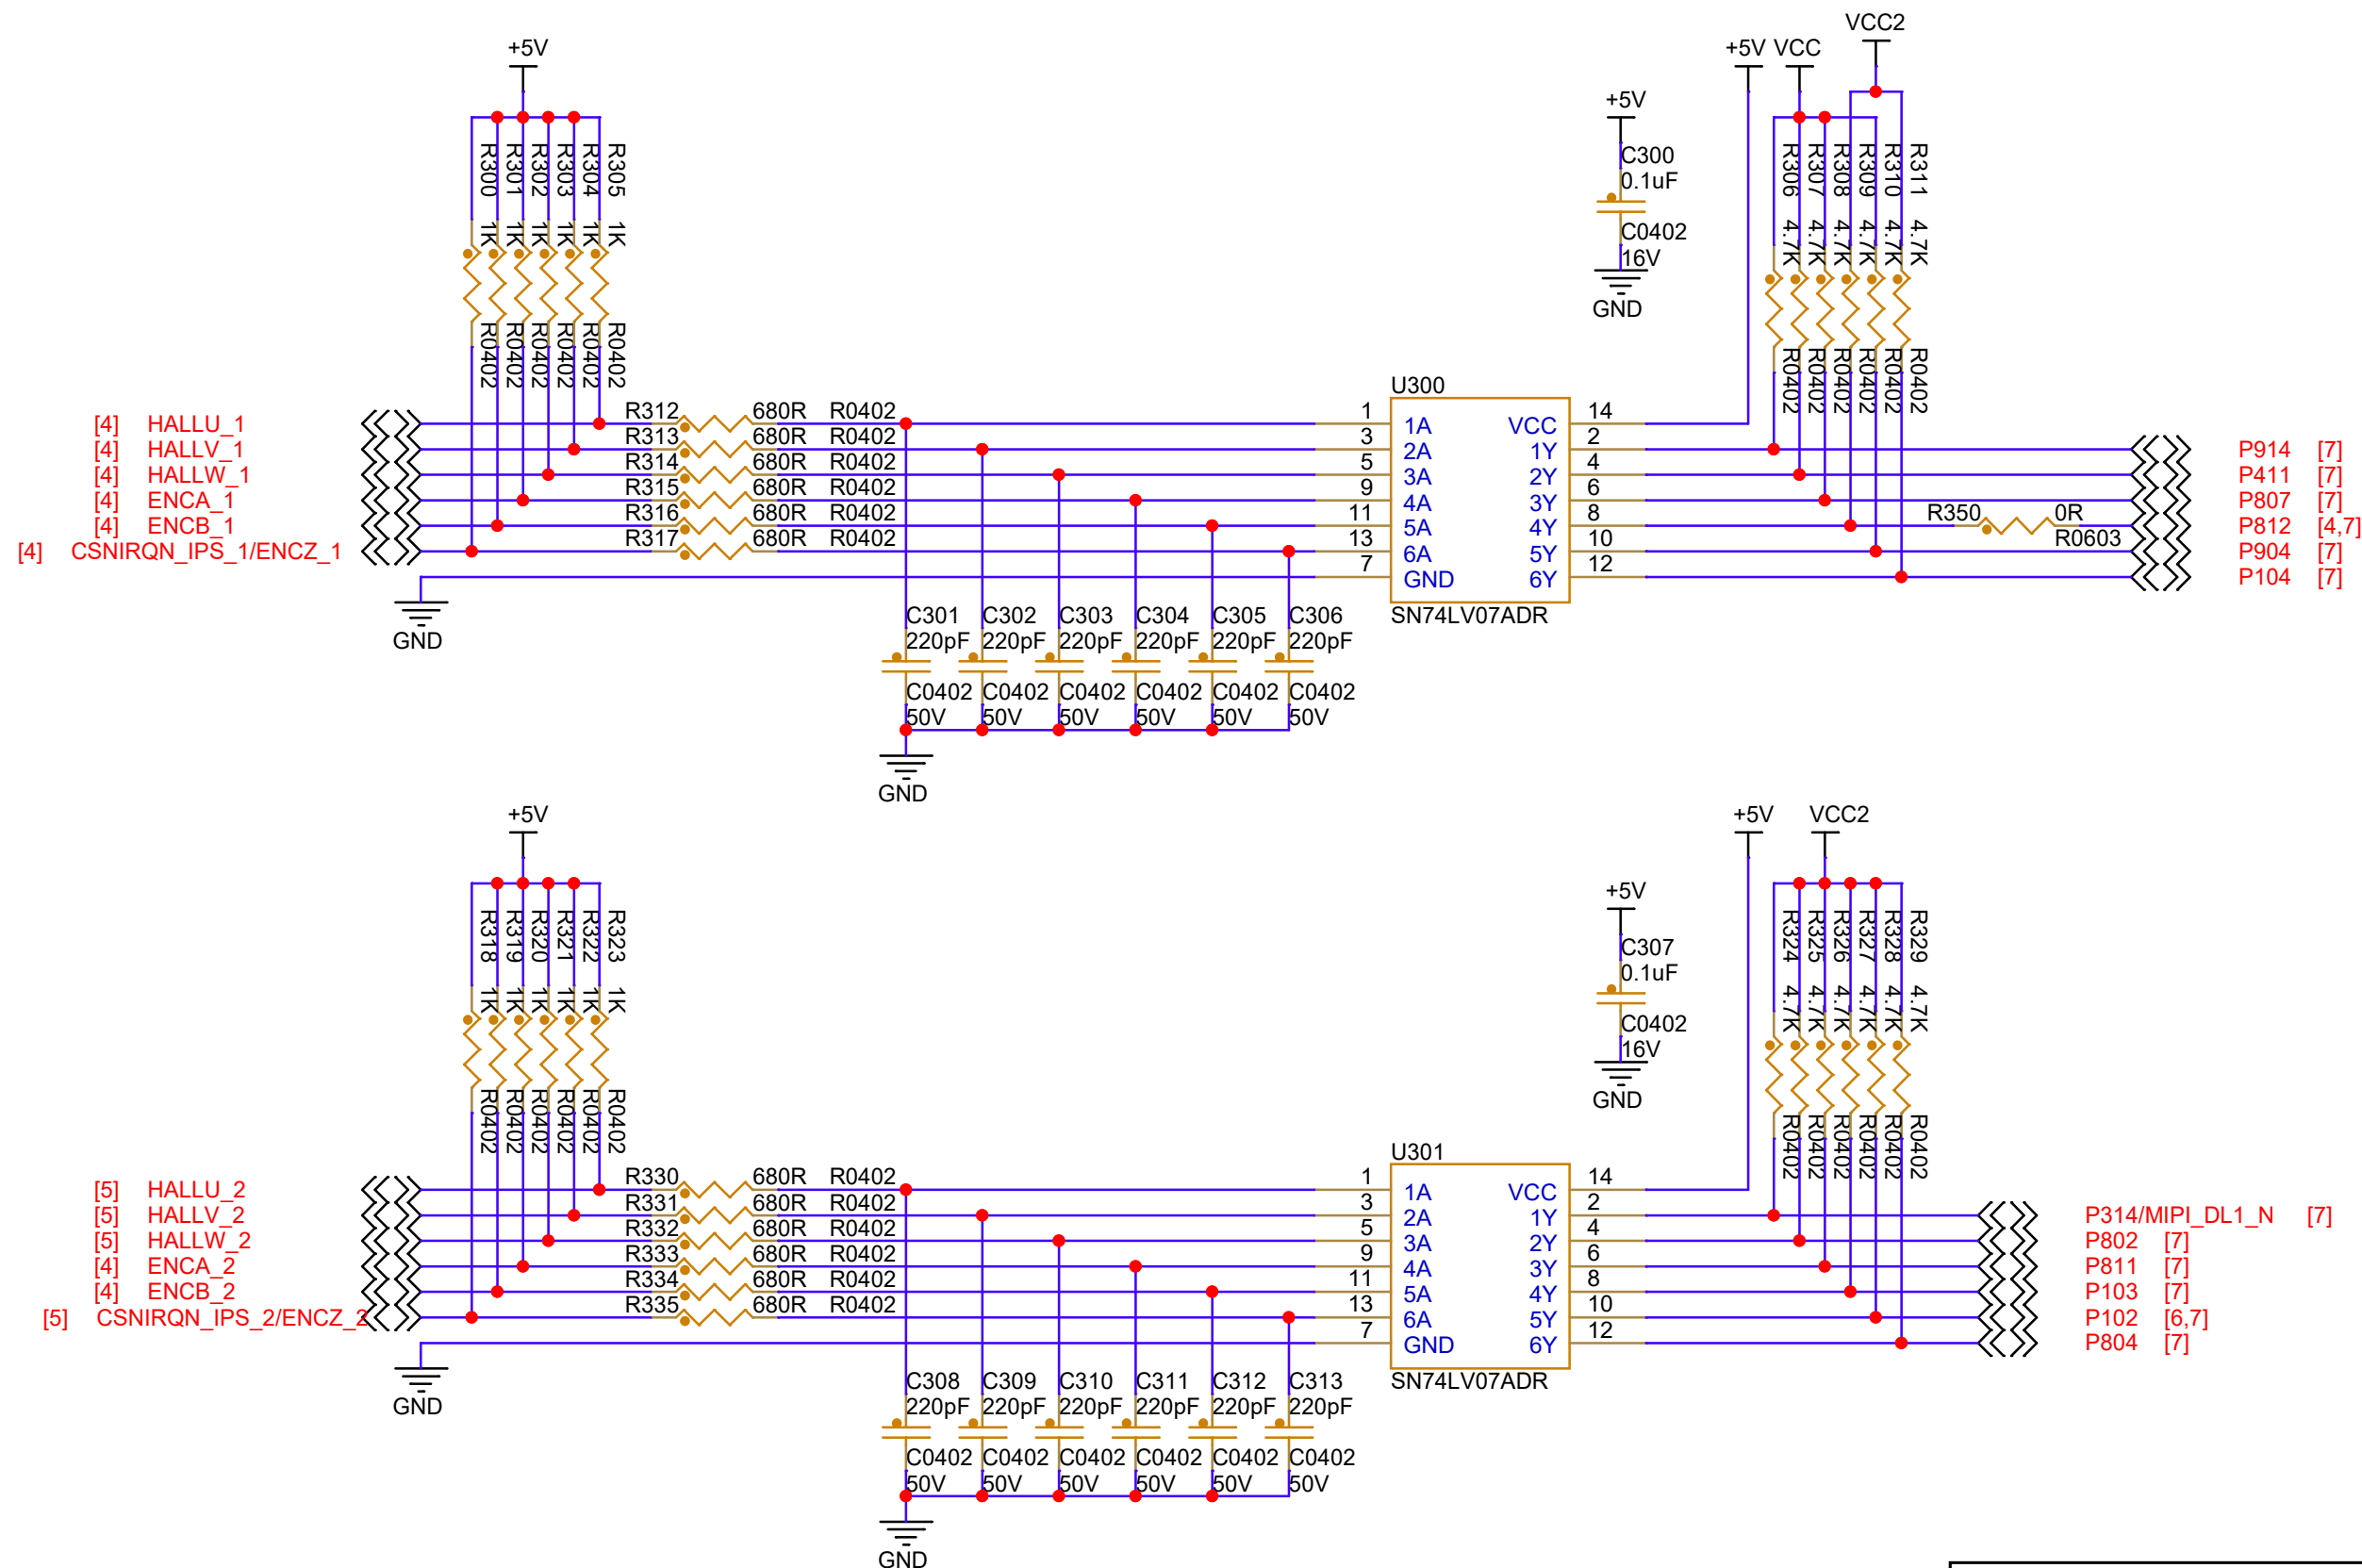 VCC2
+5V
+5V VCC
+5V
R300 1K R0402
R301 1K R0402
R302 1K R0402
R303 1K R0402
R304 1K R0402
R305 1K R0402
C300
0.1uF
C0402
16V
GND
R306 4.7K R0402
R307 4.7K R0402
R308 4.7K R0402
R309 4.7K R0402
R310 4.7K R0402
R311 4.7K R0402
[4] HALLU_1
[4] HALLV_1
[4] HALLW_1
[4] ENCA_1
[4] ENCB_1
[4] CSNIRQN_IPS_1/ENCZ_1
GND
R312 680R R0402
R313 680R R0402
R314 680R R0402
R315 680R R0402
R316 680R R0402
R317 680R R0402
U300
1 1A VCC 14
3 2A 1Y 2
5 3A 2Y 4
9 4A 3Y 6
11 5A 4Y 8
13 6A 5Y 10
7 GND 6Y 12
SN74LV07ADR
R350 0R
R0603
P914 [7]
P411 [7]
P807 [7]
P812 [4,7]
P904 [7]
P104 [7]
C301 C302 C303 C304 C305 C306
220pF 220pF 220pF 220pF 220pF 220pF
C0402 C0402 C0402 C0402 C0402 C0402
50V 50V 50V 50V 50V 50V
GND
+5V
+5V VCC2
+5V
R318 1K R0402
R319 1K R0402
R320 1K R0402
R321 1K R0402
R322 1K R0402
R323 1K R0402
C307
0.1uF
C0402
16V
GND
R324 4.7K R0402
R325 4.7K R0402
R326 4.7K R0402
R327 4.7K R0402
R328 4.7K R0402
R329 4.7K R0402
[5] HALLU_2
[5] HALLV_2
[5] HALLW_2
[4] ENCA_2
[4] ENCB_2
[5] CSNIRQN_IPS_2/ENCZ_2
GND
R330 680R R0402
R331 680R R0402
R332 680R R0402
R333 680R R0402
R334 680R R0402
R335 680R R0402
U301
1 1A VCC 14
3 2A 1Y 2
5 3A 2Y 4
9 4A 3Y 6
11 5A 4Y 8
13 6A 5Y 10
7 GND 6Y 12
SN74LV07ADR
P314/MIPI_DL1_N [7]
P802 [7]
P811 [7]
P103 [7]
P102 [6,7]
P804 [7]
C308 C309 C310 C311 C312 C313
220pF 220pF 220pF 220pF 220pF 220pF
C0402 C0402 C0402 C0402 C0402 C0402
50V 50V 50V 50V 50V 50V
GND